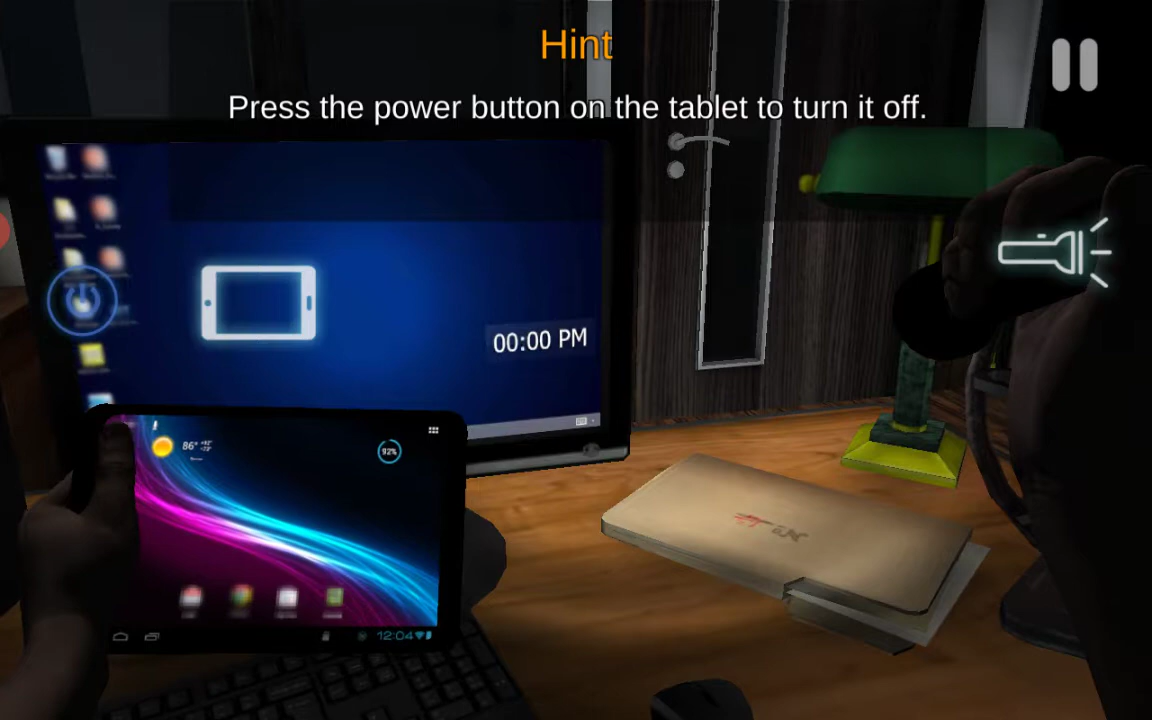 Hint
Press the power button on the tablet to turn it off.
00:00 PM
86°
92%
12:04